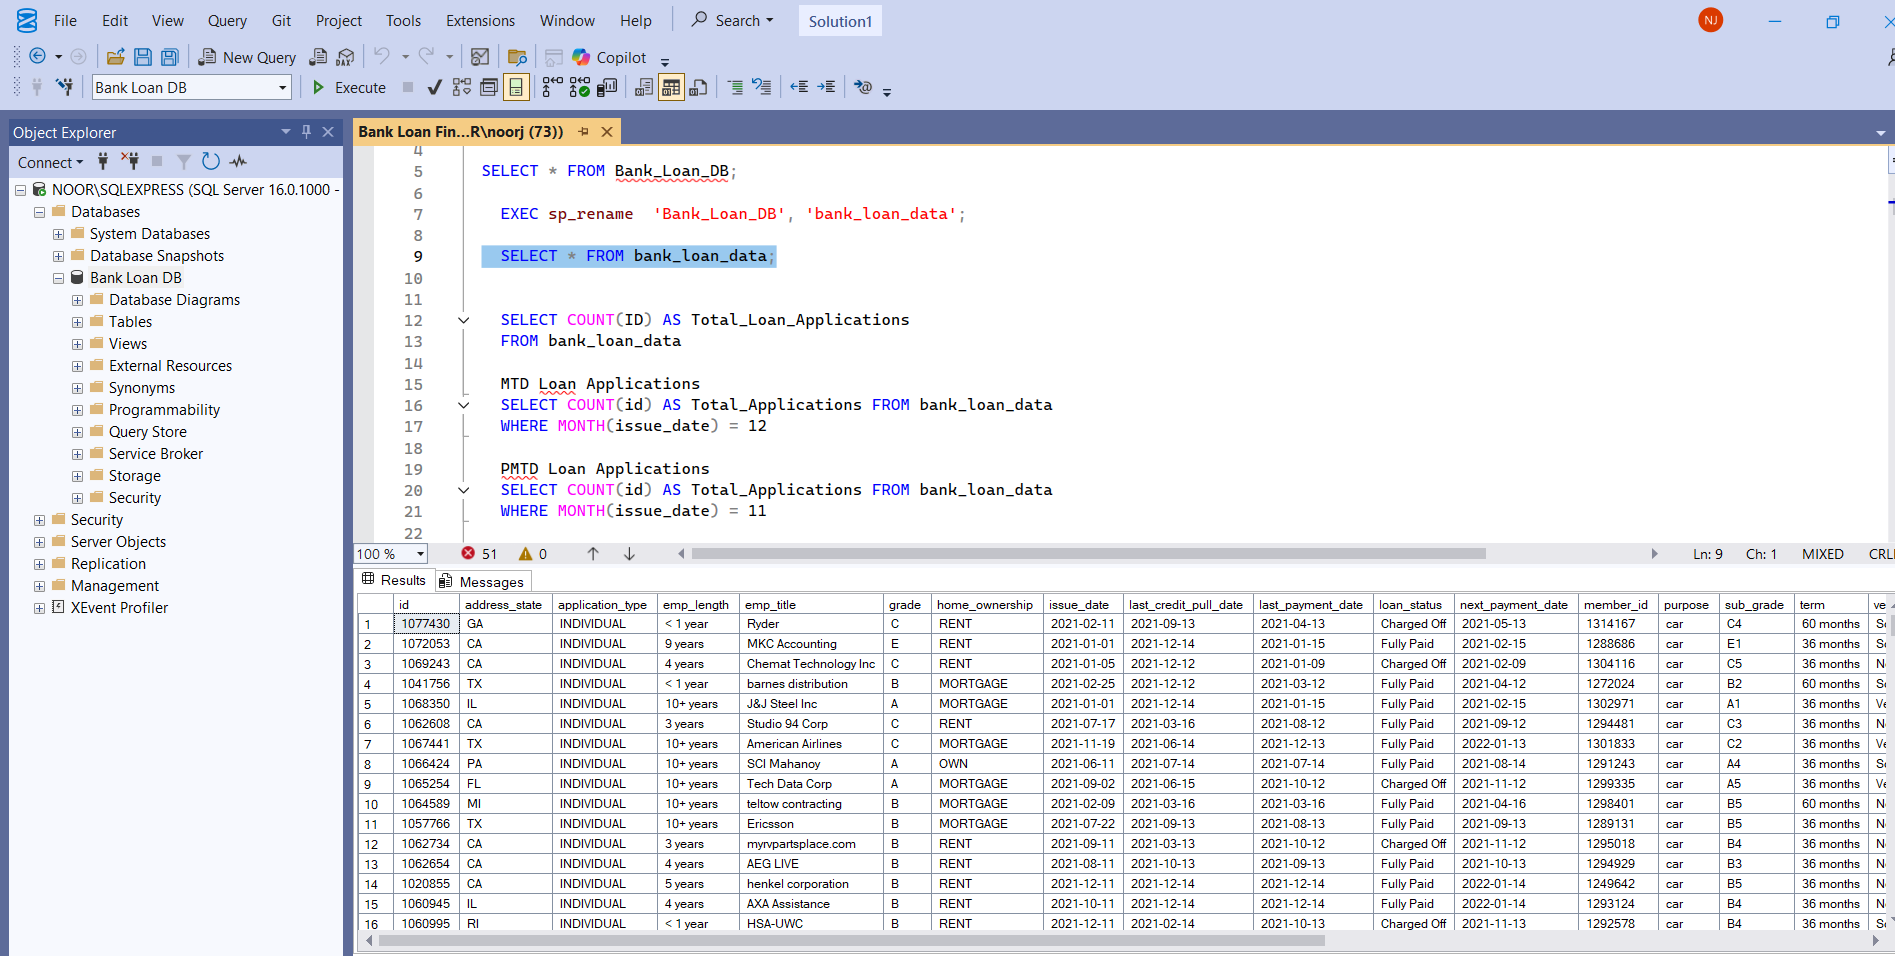 File Edit View Query Git Project Tools Extensions Window Help Search Solution1 NJ
New Query DAX Copilot
Bank Loan DB Execute
Object Explorer
Connect
NOOR\SQLEXPRESS (SQL Server 16.0.1000 -
Databases
System Databases
Database Snapshots
Bank Loan DB
Database Diagrams
Tables
Views
External Resources
Synonyms
Programmability
Query Store
Service Broker
Storage
Security
Security
Server Objects
Replication
Management
XEvent Profiler
Bank Loan Fin...R\noorj (73))
4
5 SELECT * FROM Bank_Loan_DB;
6
7 EXEC sp_rename 'Bank_Loan_DB', 'bank_loan_data';
8
9 SELECT * FROM bank_loan_data;
10
11
12 SELECT COUNT(ID) AS Total_Loan_Applications
13 FROM bank_loan_data
14
15 MTD Loan Applications
16 SELECT COUNT(id) AS Total_Applications FROM bank_loan_data
17 WHERE MONTH(issue_date) = 12
18
19 PMTD Loan Applications
20 SELECT COUNT(id) AS Total_Applications FROM bank_loan_data
21 WHERE MONTH(issue_date) = 11
22
100 % 51 0 Ln: 9 Ch: 1 MIXED CRL
Results Messages
id address_state application_type emp_length emp_title grade home_ownership issue_date last_credit_pull_date last_payment_date loan_status next_payment_date member_id purpose sub_grade term ve
1 1077430 GA INDIVIDUAL < 1 year Ryder C RENT 2021-02-11 2021-09-13 2021-04-13 Charged Off 2021-05-13 1314167 car C4 60 months
2 1072053 CA INDIVIDUAL 9 years MKC Accounting E RENT 2021-01-01 2021-12-14 2021-01-15 Fully Paid 2021-02-15 1288686 car E1 36 months
3 1069243 CA INDIVIDUAL 4 years Chemat Technology Inc C RENT 2021-01-05 2021-12-12 2021-01-09 Charged Off 2021-02-09 1304116 car C5 36 months
4 1041756 TX INDIVIDUAL < 1 year barnes distribution B MORTGAGE 2021-02-25 2021-12-12 2021-03-12 Fully Paid 2021-04-12 1272024 car B2 60 months
5 1068350 IL INDIVIDUAL 10+ years J&J Steel Inc A MORTGAGE 2021-01-01 2021-12-14 2021-01-15 Fully Paid 2021-02-15 1302971 car A1 36 months
6 1062608 CA INDIVIDUAL 3 years Studio 94 Corp C RENT 2021-07-17 2021-03-16 2021-08-12 Fully Paid 2021-09-12 1294481 car C3 36 months
7 1067441 TX INDIVIDUAL 10+ years American Airlines C MORTGAGE 2021-11-19 2021-06-14 2021-12-13 Fully Paid 2022-01-13 1301833 car C2 36 months
8 1066424 PA INDIVIDUAL 10+ years SCI Mahanoy A OWN 2021-06-11 2021-07-14 2021-07-14 Fully Paid 2021-08-14 1291243 car A4 36 months
9 1065254 FL INDIVIDUAL 10+ years Tech Data Corp A MORTGAGE 2021-09-02 2021-06-15 2021-10-12 Charged Off 2021-11-12 1299335 car A5 36 months
10 1064589 MI INDIVIDUAL 10+ years teltow contracting B MORTGAGE 2021-02-09 2021-03-16 2021-03-16 Fully Paid 2021-04-16 1298401 car B5 60 months
11 1057766 TX INDIVIDUAL 10+ years Ericsson B MORTGAGE 2021-07-22 2021-09-13 2021-08-13 Fully Paid 2021-09-13 1289131 car B5 36 months
12 1062734 CA INDIVIDUAL 3 years myrvpartsplace.com B RENT 2021-09-11 2021-03-13 2021-10-12 Charged Off 2021-11-12 1295018 car B4 36 months
13 1062654 CA INDIVIDUAL 4 years AEG LIVE B RENT 2021-08-11 2021-10-13 2021-09-13 Fully Paid 2021-10-13 1294929 car B3 36 months
14 1020855 CA INDIVIDUAL 5 years henkel corporation B RENT 2021-12-11 2021-12-14 2021-12-14 Fully Paid 2022-01-14 1249642 car B5 36 months
15 1060945 IL INDIVIDUAL 4 years AXA Assistance B RENT 2021-10-11 2021-12-14 2021-12-14 Fully Paid 2022-01-14 1293124 car B4 36 months
16 1060995 RI INDIVIDUAL < 1 year HSA-UWC B RENT 2021-12-11 2021-02-14 2021-10-13 Charged Off 2021-11-13 1292578 car B4 36 months